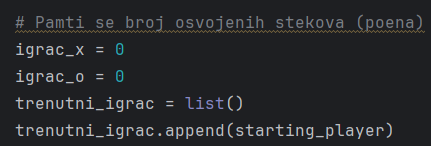 # Pamti se broj osvojenih stekova (poena)
igrac_x = 0
igrac_o = 0
trenutni_igrac = list()
trenutni_igrac.append(starting_player)